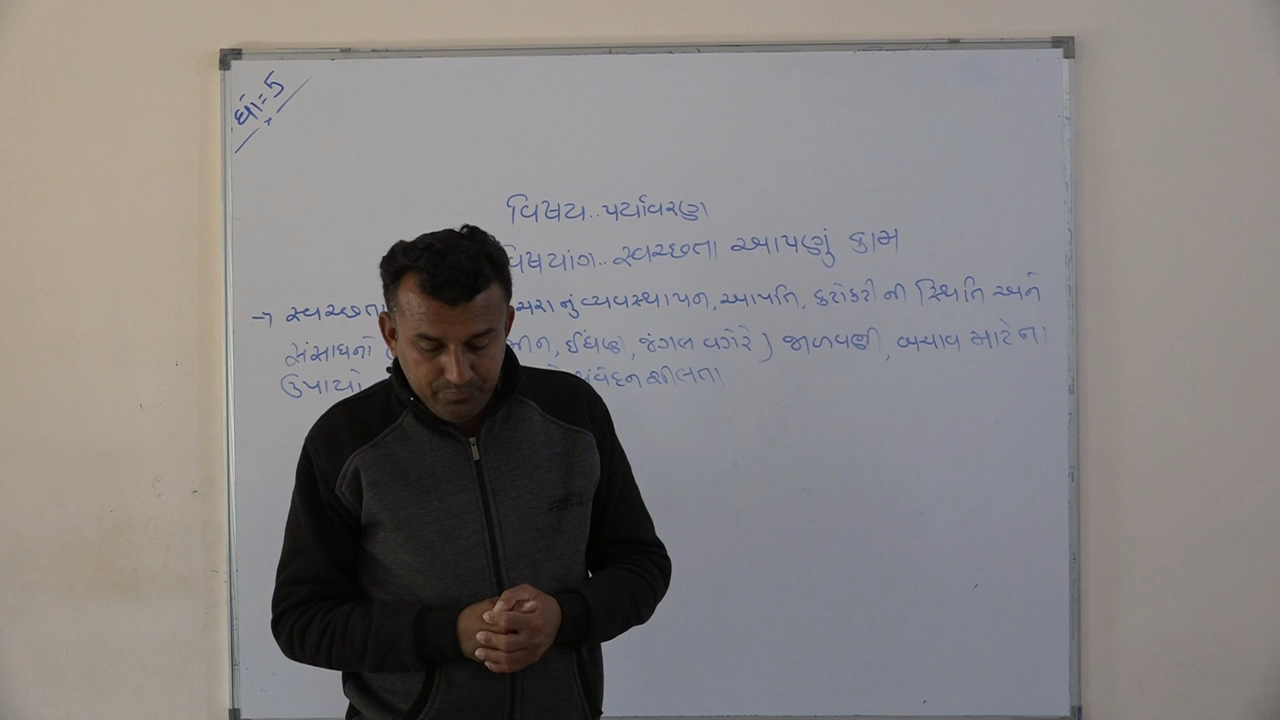 ધો=5
વિષય.. પર્યાવરણ
વિષયાંગ.. સ્વચ્છતા આપણું કામ
→ સ્વચ્છતા ચરાનું વ્યવસ્થાપન, આપત્તિ, કટોકટી ની સ્થિતિ અને
સંસાધનો ( મીન, ઈંધણ, જંગલ વગેરે ) જાળવણી, બચાવ માટેના
ઉપાયો સંવેદનશીલતા